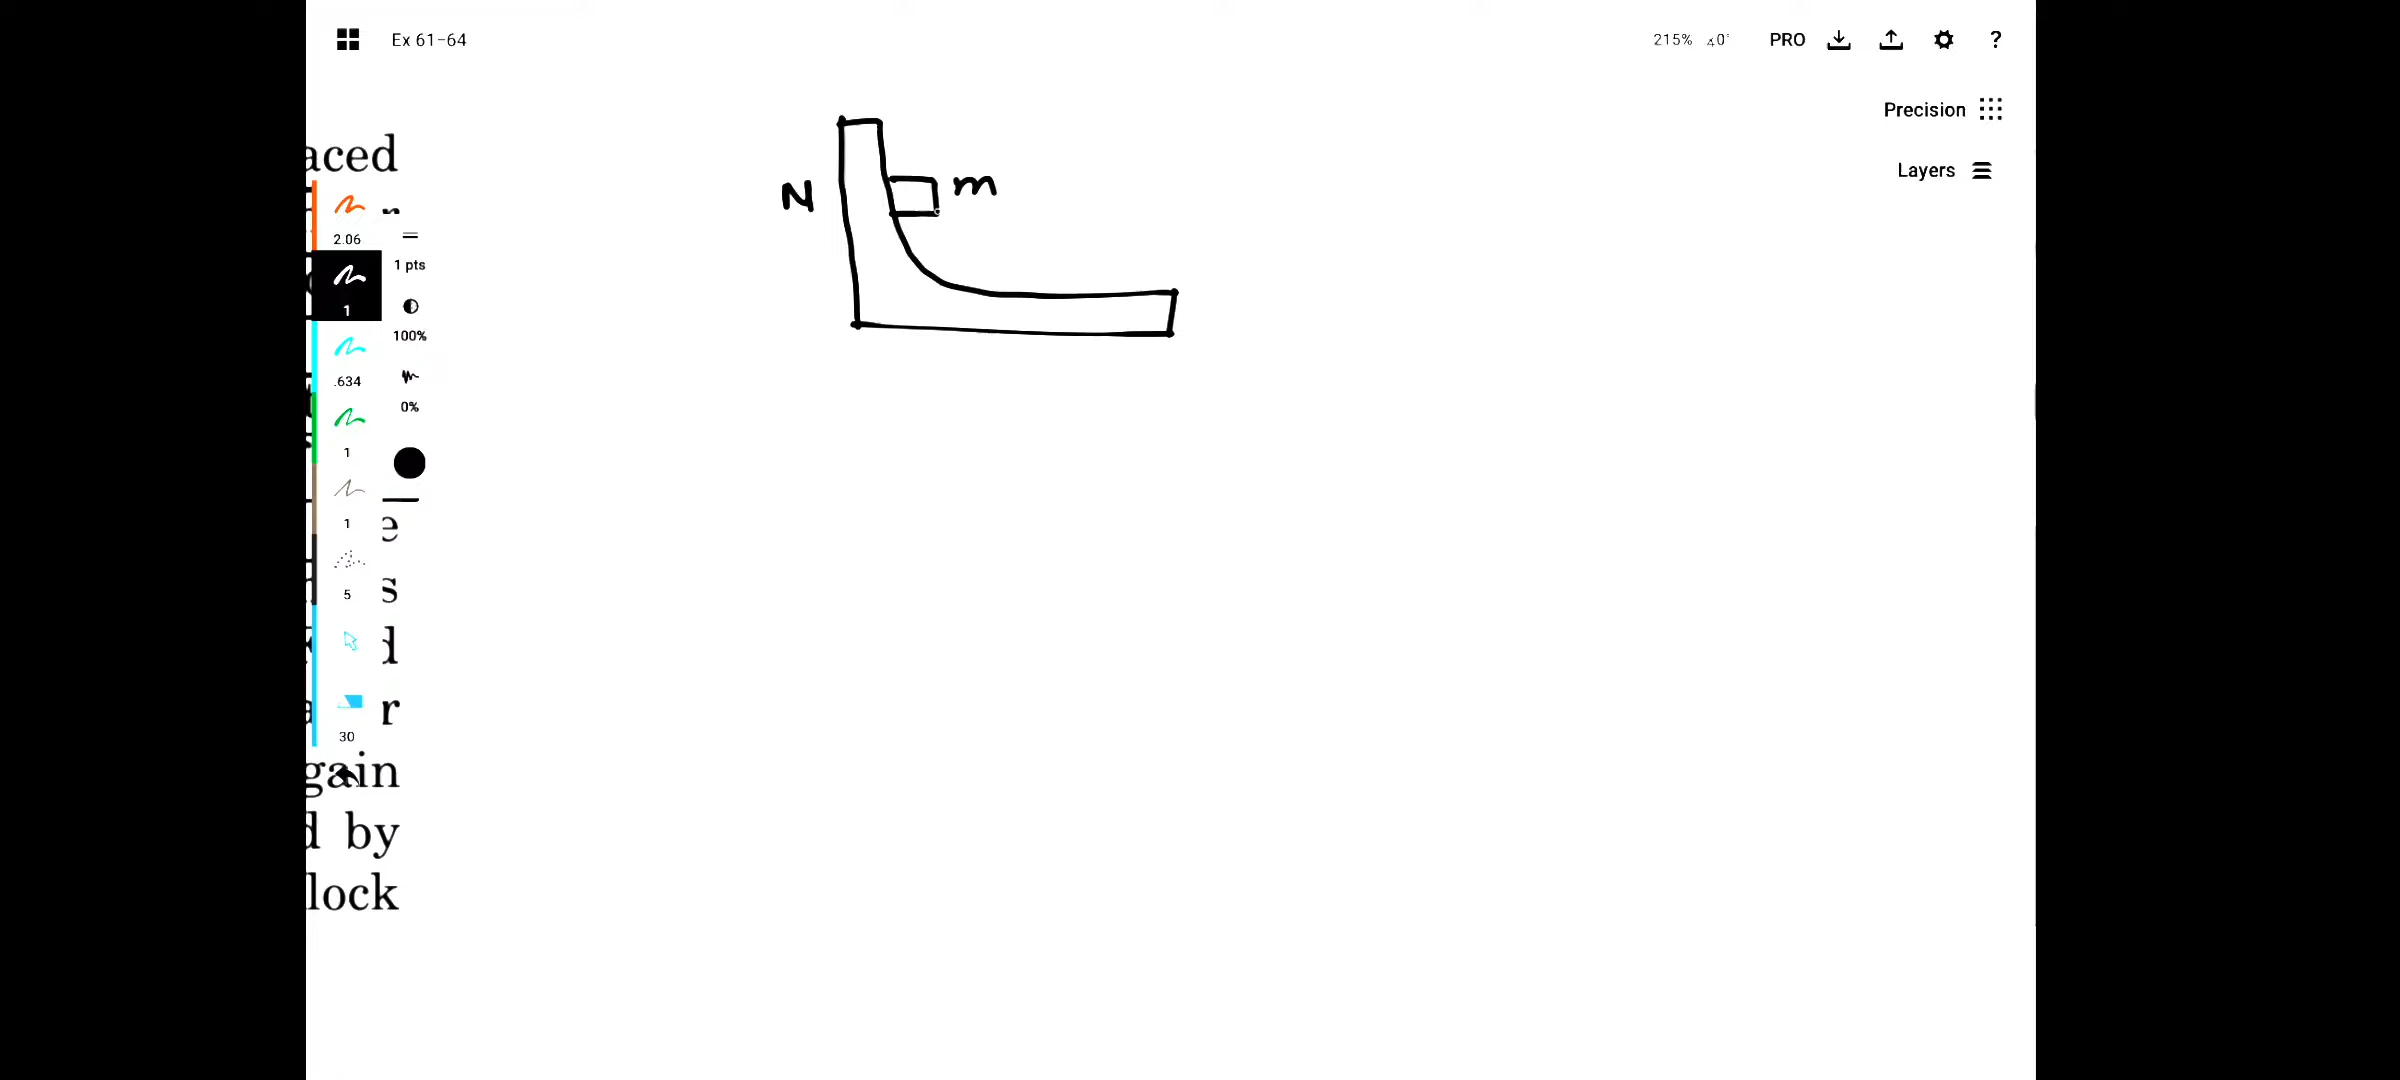 Ex 61-64
215% ∡0° PRO ?
Precision
Layers
aced
2.06
1 pts
1
100%
.634
0%
1
1
e
5
s
d
r
30
gain
d by
lock
N
m